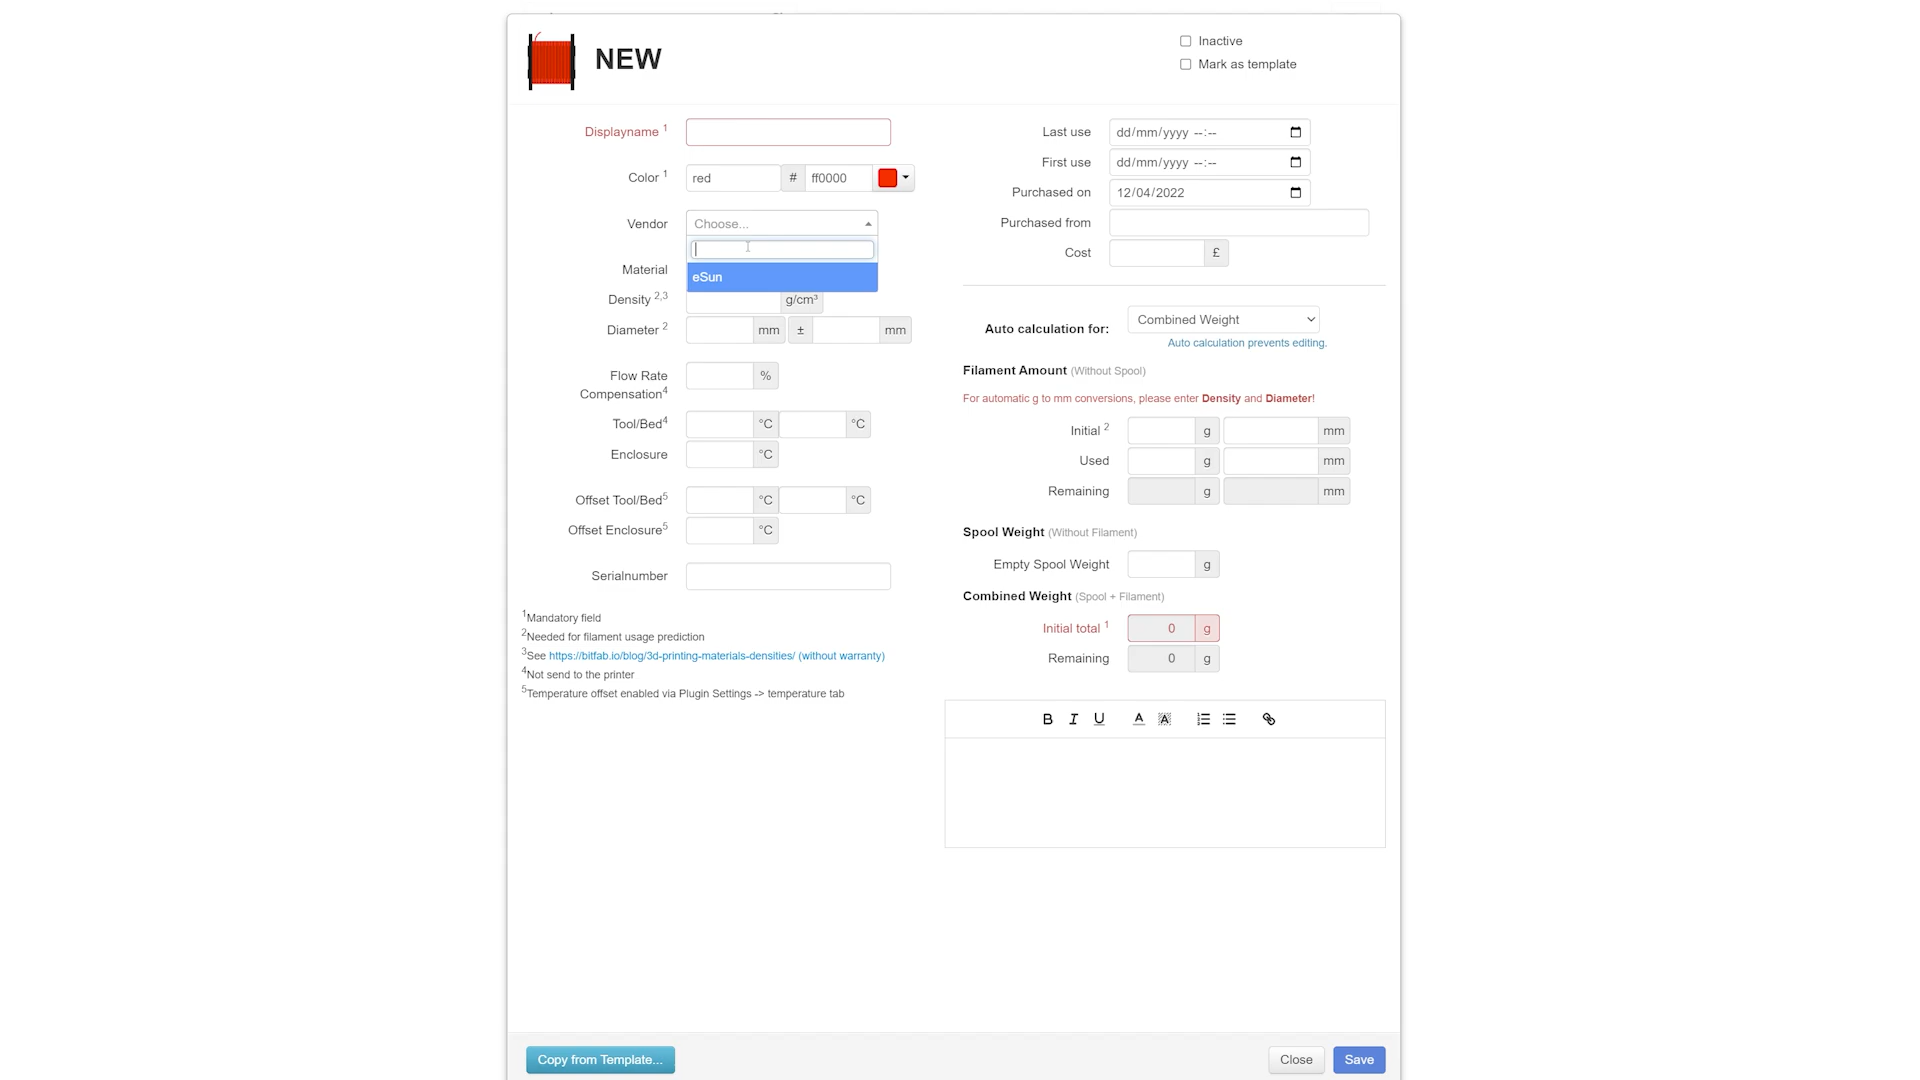 NEW
Inactive
Mark as template
Displayname 1
Color 1 red # ff0000
Vendor Choose...
eSun
Material
Density 2,3 g/cm³
Diameter 2 mm ± mm
Flow Rate
Compensation4 %
Tool/Bed4 °C °C
Enclosure °C
Offset Tool/Bed5 °C °C
Offset Enclosure5 °C
Serialnumber
1Mandatory field
2Needed for filament usage prediction
3See https://bitfab.io/blog/3d-printing-materials-densities/ (without warranty)
4Not send to the printer
5Temperature offset enabled via Plugin Settings -> temperature tab
Last use dd/mm/yyyy --:--
First use dd/mm/yyyy --:--
Purchased on 12/04/2022
Purchased from
Cost £
Auto calculation for: Combined Weight
Auto calculation prevents editing.
Filament Amount (Without Spool)
For automatic g to mm conversions, please enter Density and Diameter!
Initial 2 g mm
Used g mm
Remaining g mm
Spool Weight (Without Filament)
Empty Spool Weight g
Combined Weight (Spool + Filament)
Initial total 1 0 g
Remaining 0 g
B I U A A
Copy from Template... Close Save